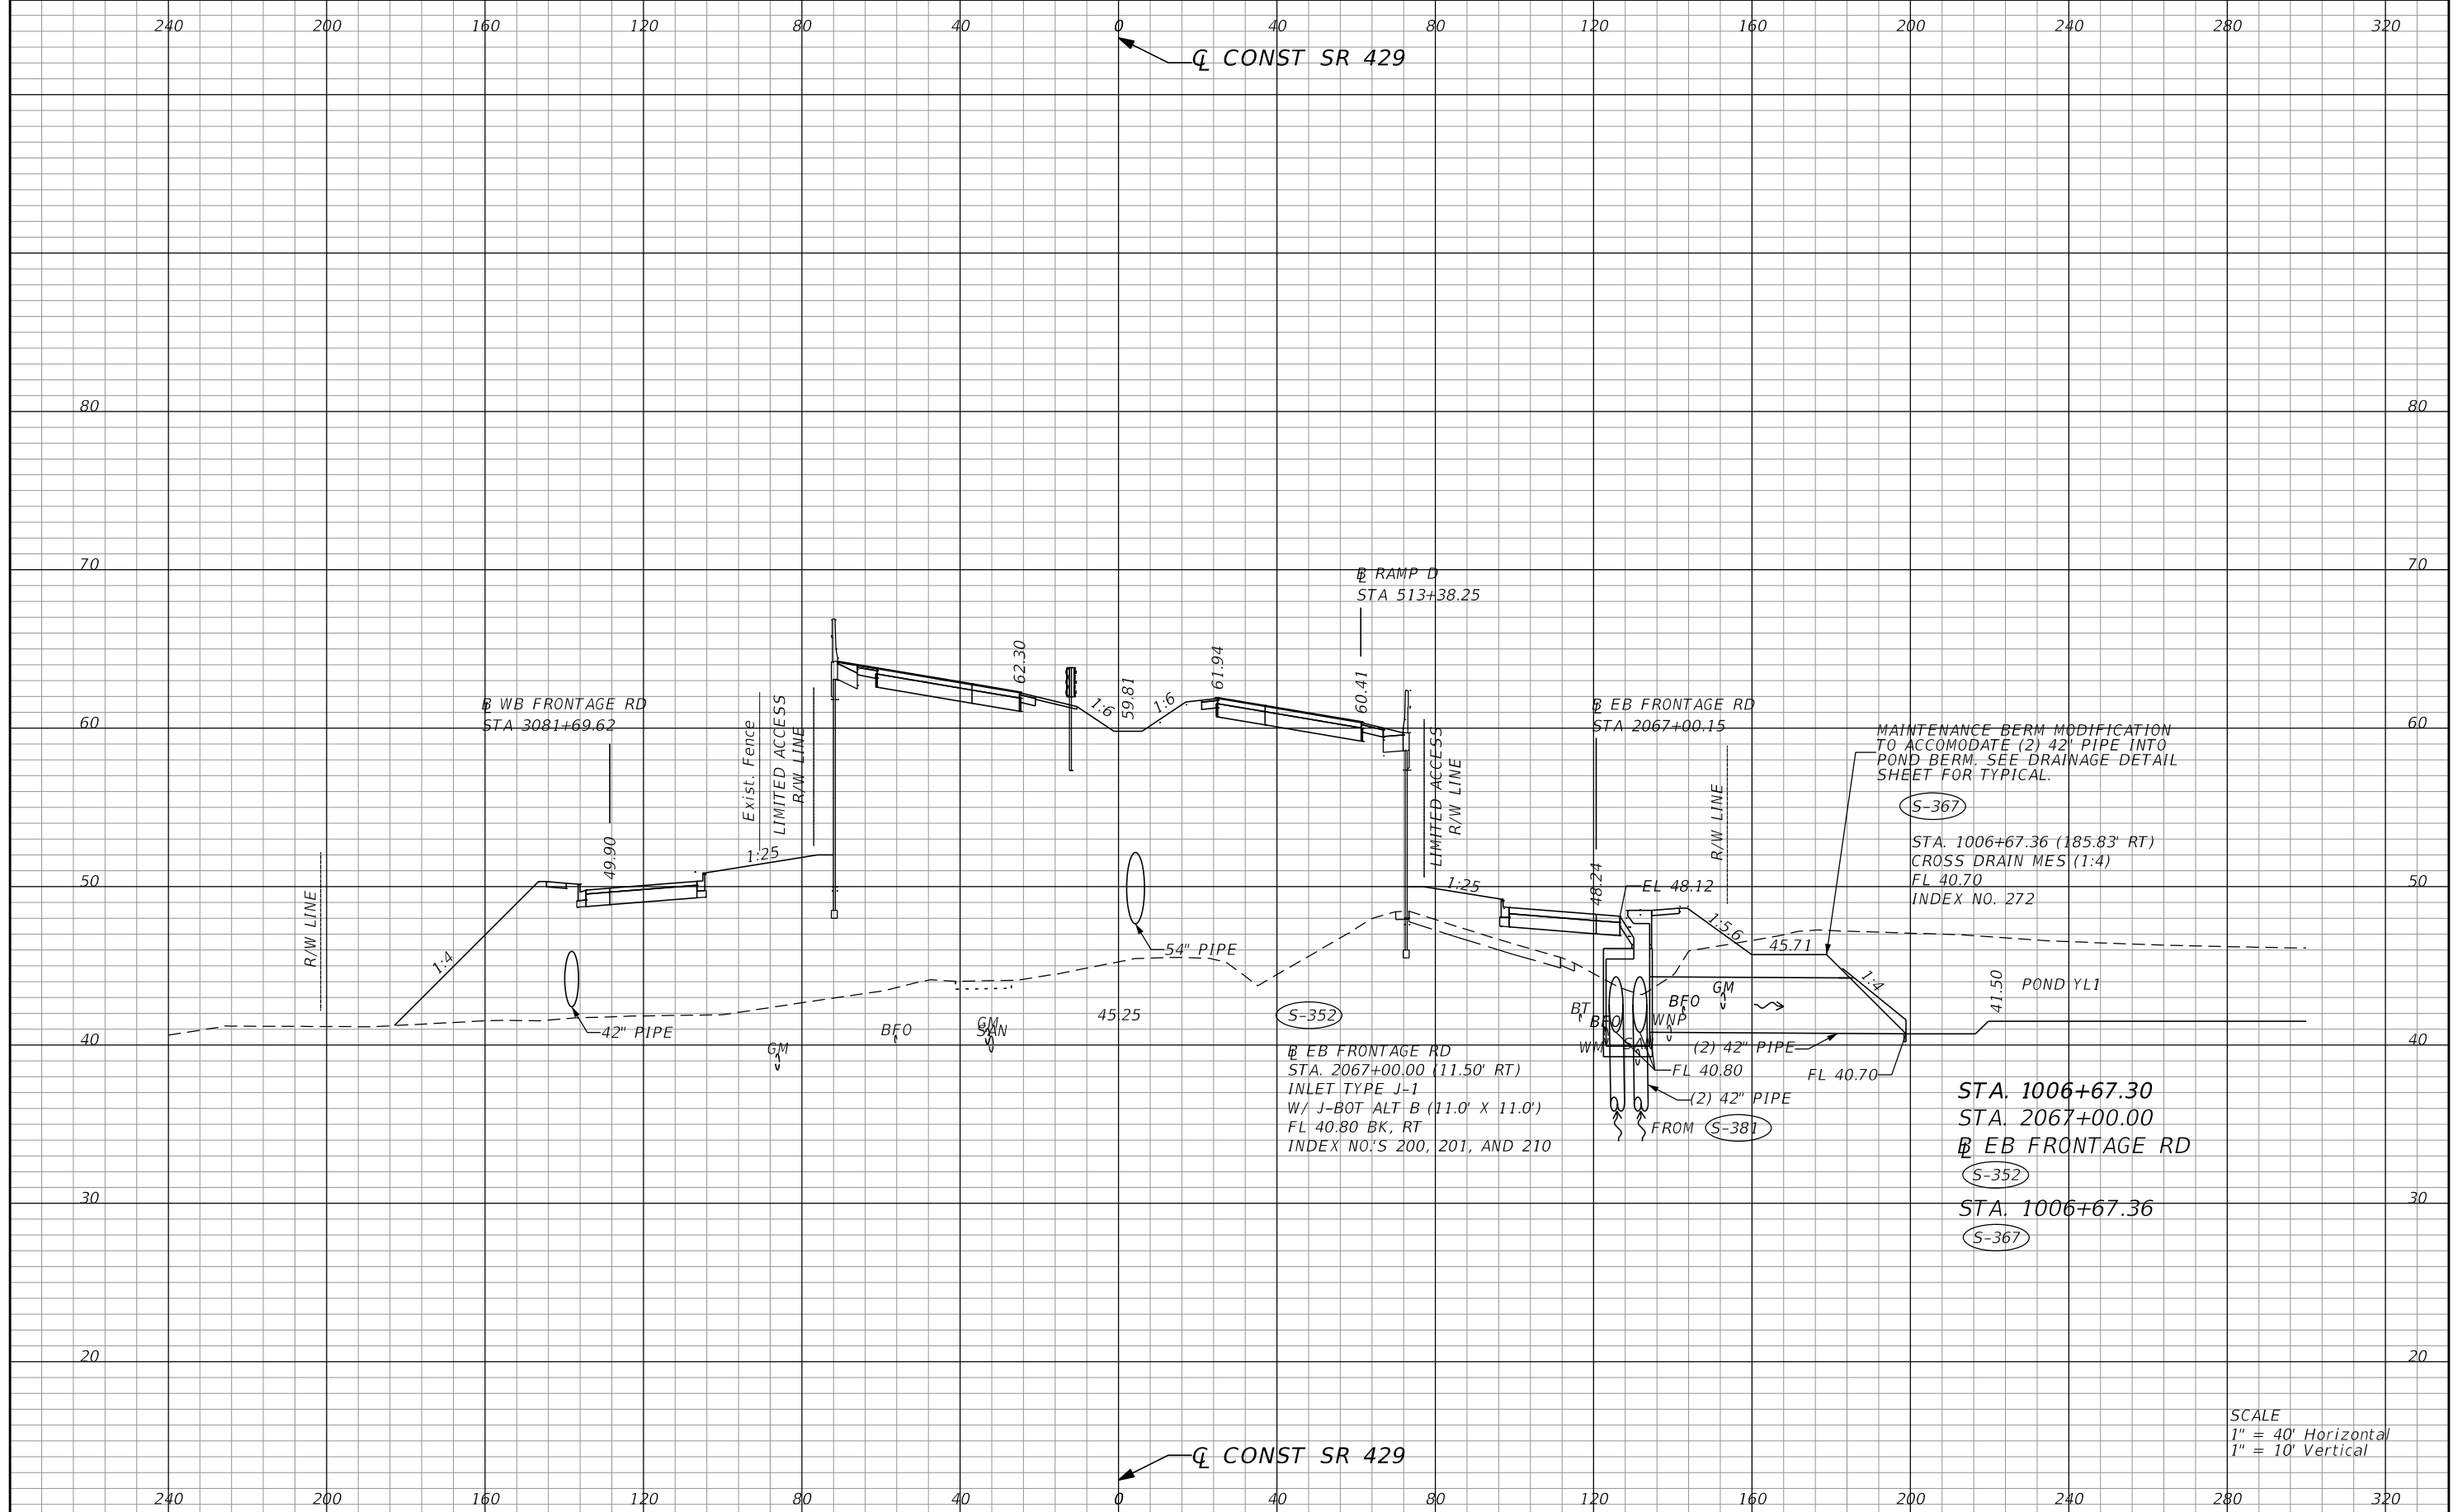 240 200 160 120 80 40 0 40 80 120 160 200 240 280 320
℄ CONST SR 429
80 80
70 70
℄ RAMP D
STA 513+38.25
62.30
61.94
60.41
59.81
1:6
1:6
60 60
℄ WB FRONTAGE RD
STA 3081+69.62
49.90
Exist. Fence
LIMITED ACCESS
R/W LINE
LIMITED ACCESS
R/W LINE
℄ EB FRONTAGE RD
STA 2067+00.15
48.24
R/W LINE
MAINTENANCE BERM MODIFICATION
TO ACCOMODATE (2) 42" PIPE INTO
POND BERM. SEE DRAINAGE DETAIL
SHEET FOR TYPICAL.
S-367
STA. 1006+67.36 (185.83' RT)
CROSS DRAIN MES (1:4)
FL 40.70
INDEX NO. 272
50 50
R/W LINE
1:4
1:25
1:25
EL 48.12
1:5.6
45.71
1:4
41.50
POND YL1
54" PIPE
42" PIPE
45.25
S-352
GM
BFO
GM
SAN
BT
BFO
WM
SAN
WNP
BFO
GM
40 40
(2) 42" PIPE
FL 40.80
FL 40.70
(2) 42" PIPE
FROM S-381
℄ EB FRONTAGE RD
STA. 2067+00.00 (11.50' RT)
INLET TYPE J-1
W/ J-BOT ALT B (11.0' X 11.0')
FL 40.80 BK, RT
INDEX NO.'S 200, 201, AND 210
STA. 1006+67.30
STA. 2067+00.00
℄ EB FRONTAGE RD
S-352
STA. 1006+67.36
S-367
30 30
20 20
SCALE
1" = 40' Horizontal
1" = 10' Vertical
℄ CONST SR 429
240 200 160 120 80 40 0 40 80 120 160 200 240 280 320